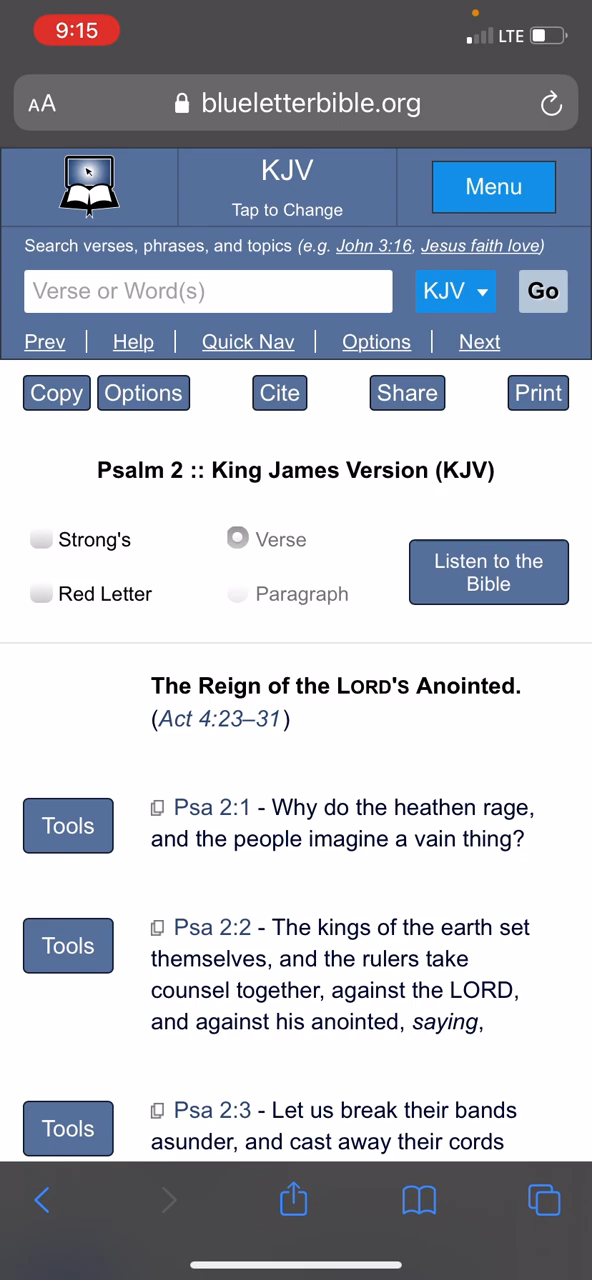 9:15
LTE
AA blueletterbible.org
KJV
Tap to Change
Menu
Search verses, phrases, and topics (e.g. John 3:16, Jesus faith love)
Verse or Word(s) KJV Go
Prev | Help | Quick Nav | Options | Next
Copy Options Cite Share Print
Psalm 2 :: King James Version (KJV)
Strong's Verse
Listen to the
Bible
Red Letter Paragraph
The Reign of the LORD'S Anointed.
(Act 4:23–31)
Tools
Psa 2:1 - Why do the heathen rage,
and the people imagine a vain thing?
Tools
Psa 2:2 - The kings of the earth set
themselves, and the rulers take
counsel together, against the LORD,
and against his anointed, saying,
Tools
Psa 2:3 - Let us break their bands
asunder, and cast away their cords